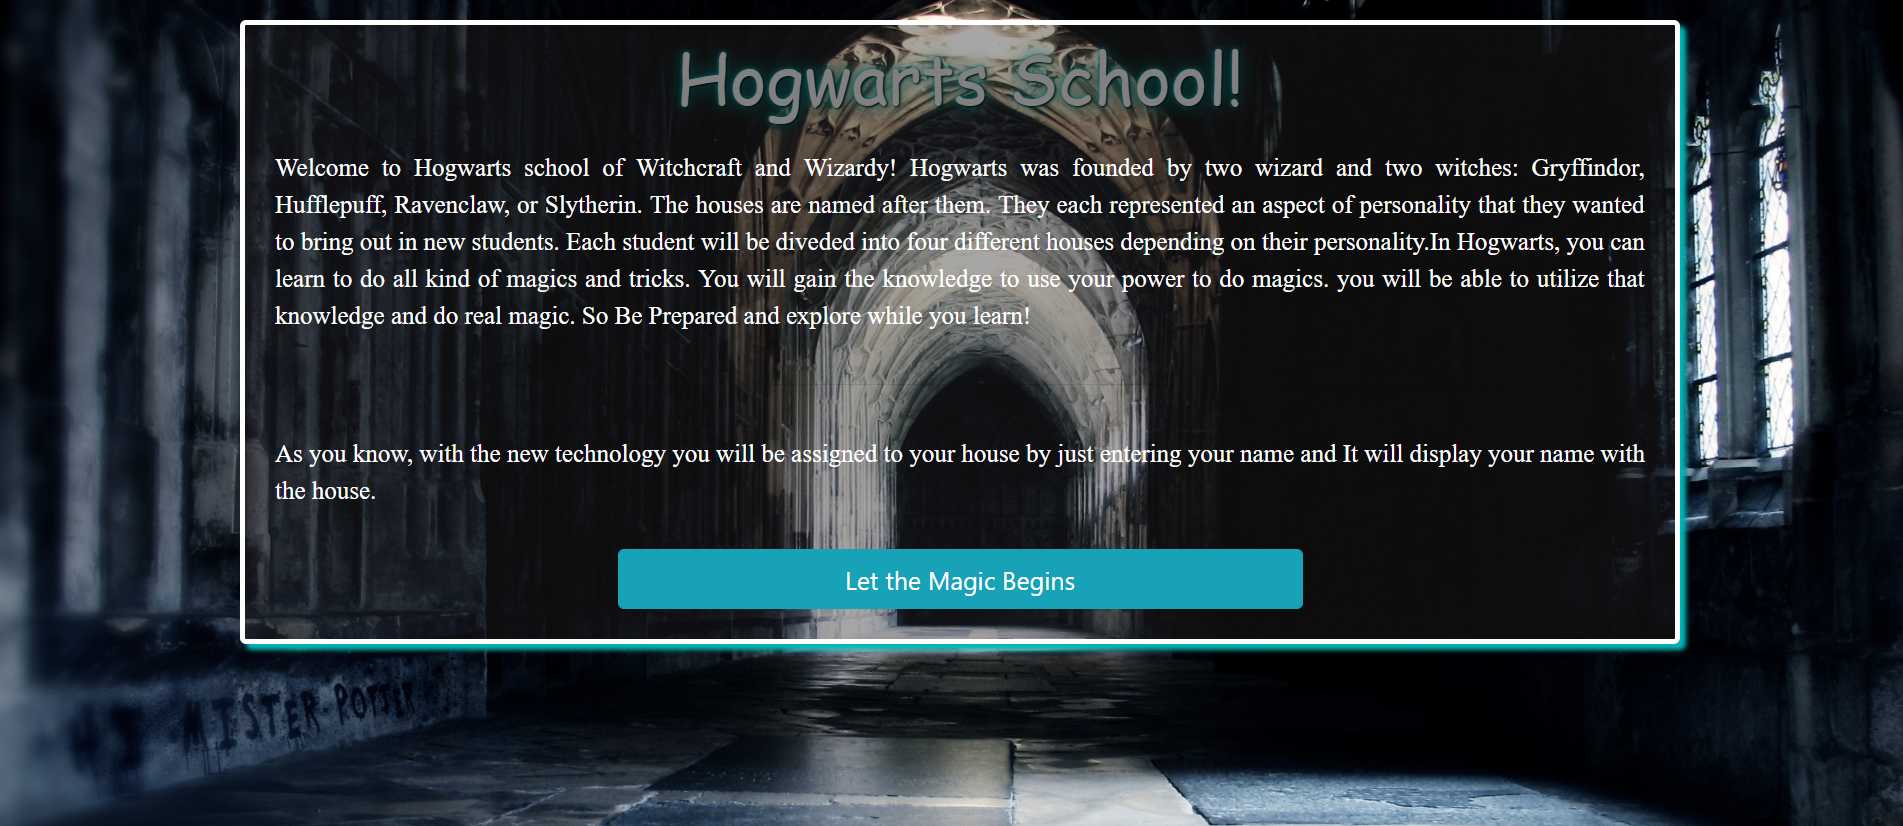 Hogwarts School!
Welcome to Hogwarts school of Witchcraft and Wizardy! Hogwarts was founded by two wizard and two witches: Gryffindor,
Hufflepuff, Ravenclaw, or Slytherin. The houses are named after them. They each represented an aspect of personality that they wanted
to bring out in new students. Each student will be diveded into four different houses depending on their personality.In Hogwarts, you can
learn to do all kind of magics and tricks. You will gain the knowledge to use your power to do magics. you will be able to utilize that
knowledge and do real magic. So Be Prepared and explore while you learn!
As you know, with the new technology you will be assigned to your house by just entering your name and It will display your name with
the house.
Let the Magic Begins
HI MISTER POTTER